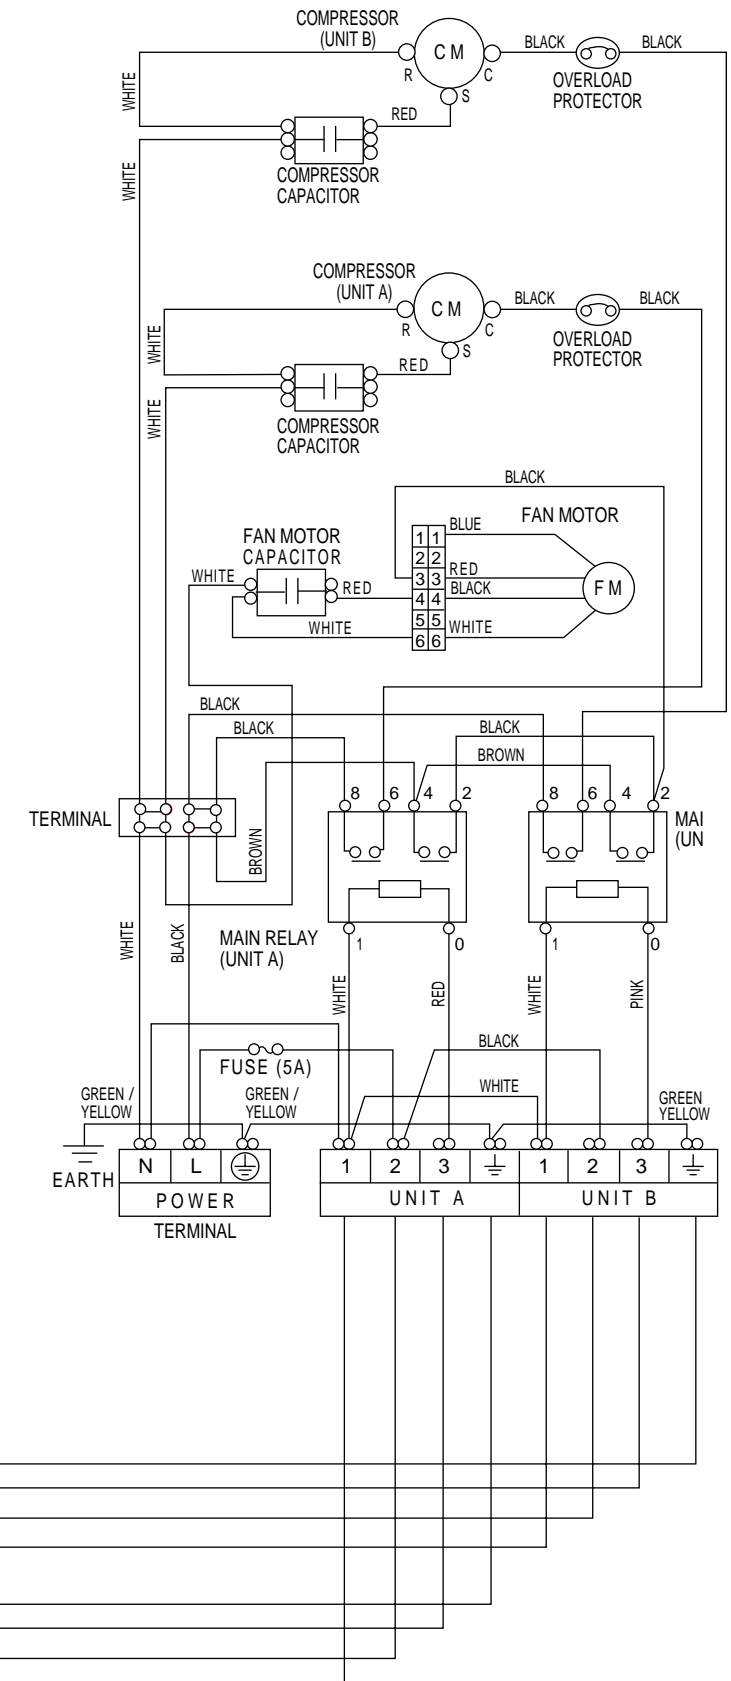 COMPRESSOR
(UNIT B)
CM
R
C
S
BLACK
BLACK
OVERLOAD
PROTECTOR
WHITE
RED
COMPRESSOR
CAPACITOR
WHITE
COMPRESSOR
(UNIT A)
CM
R
C
S
BLACK
BLACK
OVERLOAD
PROTECTOR
WHITE
RED
COMPRESSOR
CAPACITOR
WHITE
BLACK
FAN MOTOR
CAPACITOR
WHITE
RED
WHITE
FAN MOTOR
1 1
2 2
3 3
4 4
5 5
6 6
BLUE
RED
BLACK
WHITE
FM
BLACK
BLACK
BLACK
BROWN
8 6 4 2
8 6 4 2
TERMINAL
MAI
(UN
BROWN
MAIN RELAY
(UNIT A)
1 0
1 0
WHITE
BLACK
WHITE
RED
WHITE
PINK
FUSE (5A)
BLACK
WHITE
GREEN /
YELLOW
GREEN /
YELLOW
GREEN
YELLOW
EARTH
N L
POWER
TERMINAL
1 2 3
1 2 3
UNIT A
UNIT B